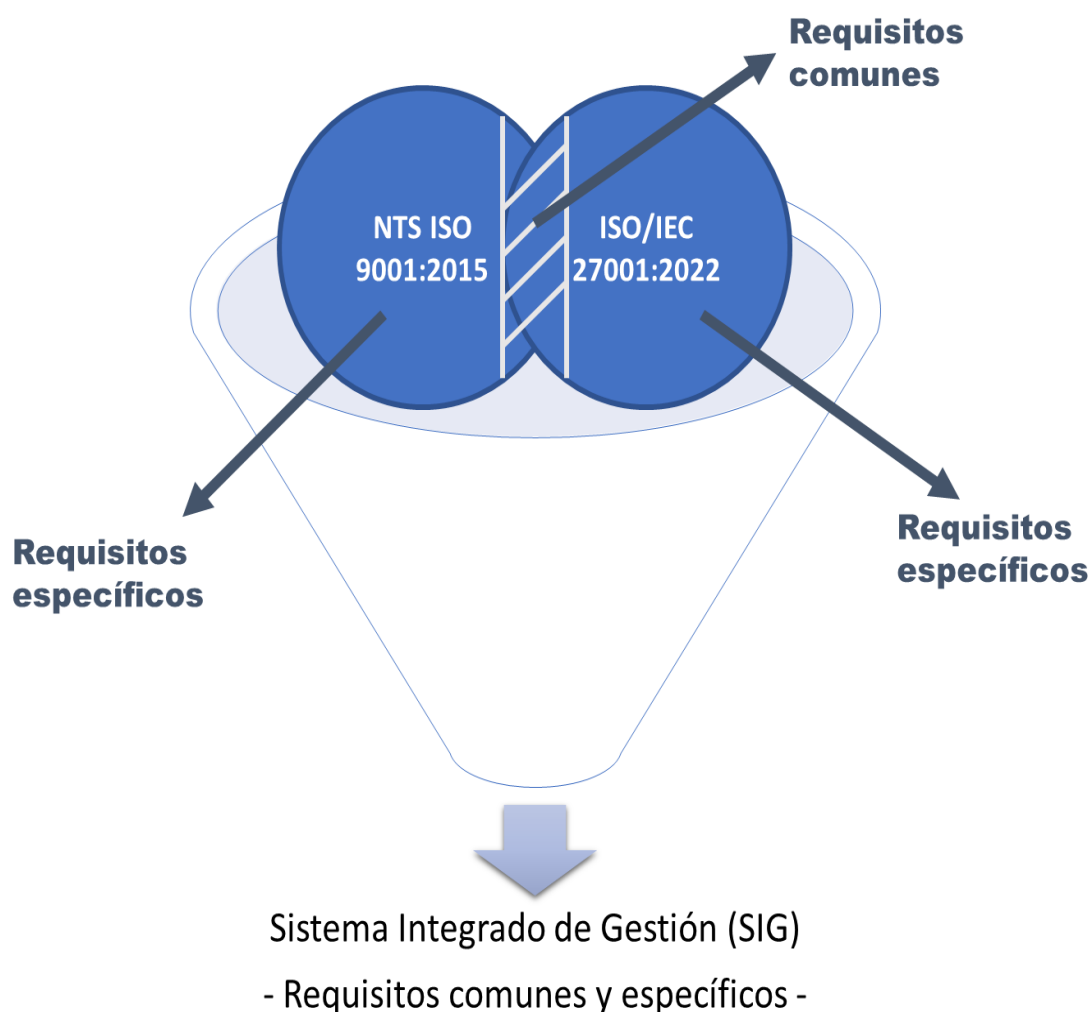 Requisitos
comunes
NTS ISO
9001:2015
ISO/IEC
27001:2022
Requisitos
específicos
Requisitos
específicos
Sistema Integrado de Gestión (SIG)
- Requisitos comunes y específicos -